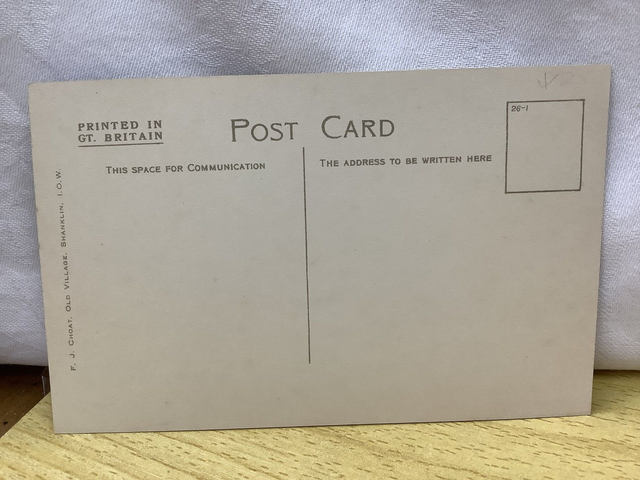 PRINTED IN
GT. BRITAIN
POST CARD
26-1
THIS SPACE FOR COMMUNICATION
THE ADDRESS TO BE WRITTEN HERE
F. J. CHOAT, OLD VILLAGE, SHANKLIN, I.O.W.